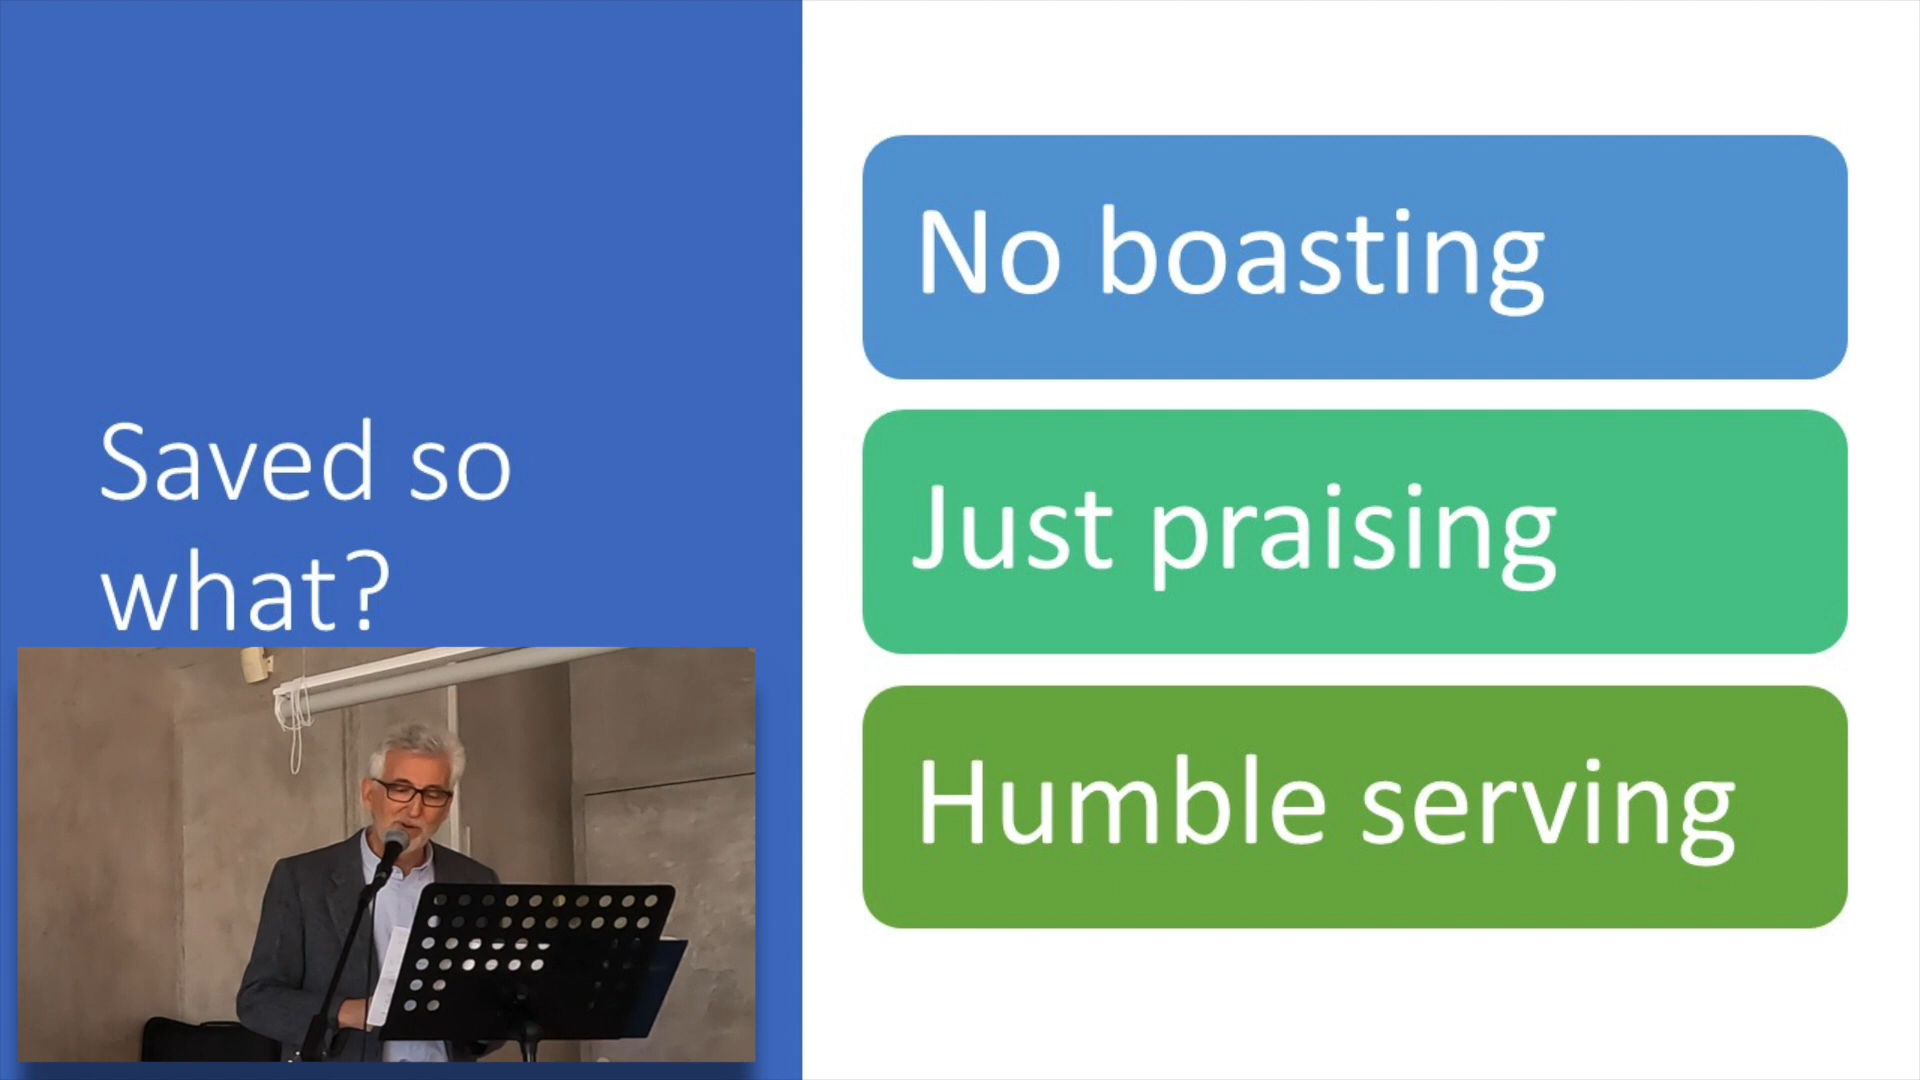 Saved so
what?
No boasting
Just praising
Humble serving